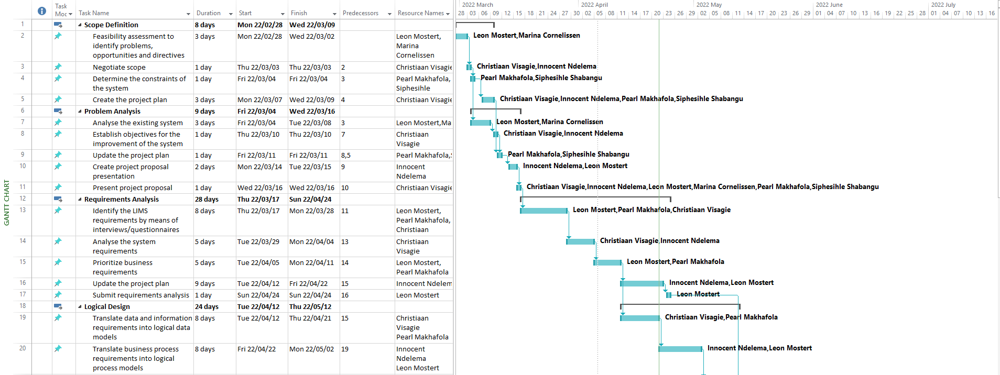 GANTT CHART
Task Moc Task Name Duration Start Finish Predecessors Resource Names
2022 March 2022 April 2022 May 2022 June 2022 July
28 03 06 09 12 15 18 21 24 27 30 02 05 08 11 14 17 20 23 26 29 02 05 08 11 14 17 20 23 26 29 01 04 07 10 13 16 19 22 25 28 01 04 07 10 13 16
1 Scope Definition 8 days Mon 22/02/28 Wed 22/03/09
2 Feasibility assessment to 3 days Mon 22/02/28 Wed 22/03/02 Leon Mostert, Leon Mostert,Marina Cornelissen
identify problems, Marina
opportunities and directives Cornelissen
3 Negotiate scope 1 day Thu 22/03/03 Thu 22/03/03 2 Christiaan Visagie Christiaan Visagie,Innocent Ndelema
4 Determine the constraints of 1 day Fri 22/03/04 Fri 22/03/04 3 Pearl Makhafola, Pearl Makhafola,Siphesihle Shabangu
the system Siphesihle
5 Create the project plan 3 days Mon 22/03/07 Wed 22/03/09 4 Christiaan Visagie Christiaan Visagie,Innocent Ndelema,Pearl Makhafola,Siphesihle Shabangu
6 Problem Analysis 9 days Fri 22/03/04 Wed 22/03/16
7 Analyse the existing system 3 days Fri 22/03/04 Tue 22/03/08 3 Leon Mostert,Ma Leon Mostert,Marina Cornelissen
8 Establish objectives for the 1 day Thu 22/03/10 Thu 22/03/10 7 Christiaan Christiaan Visagie,Innocent Ndelema
improvement of the system Visagie
9 Update the project plan 1 day Fri 22/03/11 Fri 22/03/11 8,5 Pearl Makhafola,S Pearl Makhafola,Siphesihle Shabangu
10 Create project proposal 2 days Mon 22/03/14 Tue 22/03/15 9 Innocent Innocent Ndelema,Leon Mostert
presentation Ndelema
11 Present project proposal 1 day Wed 22/03/16 Wed 22/03/16 10 Christiaan Visagie Christiaan Visagie,Innocent Ndelema,Leon Mostert,Marina Cornelissen,Pearl Makhafola,Siphesihle Shabangu
12 Requirements Analysis 28 days Thu 22/03/17 Sun 22/04/24
13 Identify the LIMS 8 days Thu 22/03/17 Mon 22/03/28 11 Leon Mostert, Leon Mostert,Pearl Makhafola,Christiaan Visagie
requirements by means of Pearl Makhafola,
interviews/questionnaires Christiaan
14 Analyse the system 5 days Tue 22/03/29 Mon 22/04/04 13 Christiaan Christiaan Visagie,Innocent Ndelema
requirements Visagie
15 Prioritize business 5 days Tue 22/04/05 Mon 22/04/11 14 Leon Mostert, Leon Mostert,Pearl Makhafola
requirements Pearl Makhafola
16 Update the project plan 9 days Tue 22/04/12 Fri 22/04/22 15 Innocent Ndelem Innocent Ndelema,Leon Mostert
17 Submit requirements analysis 1 day Sun 22/04/24 Sun 22/04/24 16 Leon Mostert Leon Mostert
18 Logical Design 24 days Tue 22/04/12 Thu 22/05/12
19 Translate data and information 8 days Tue 22/04/12 Thu 22/04/21 15 Christiaan Christiaan Visagie,Pearl Makhafola
requirements into logical data Visagie
models Pearl Makhafola
20 Translate business process 8 days Fri 22/04/22 Mon 22/05/02 19 Innocent Innocent Ndelema,Leon Mostert
requirements into logical Ndelema
process models Leon Mostert